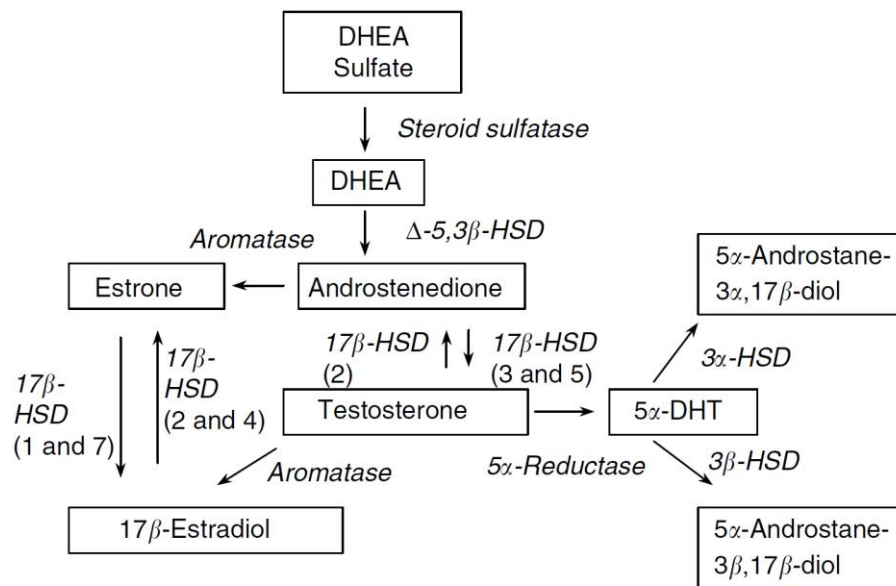 DHEA
Sulfate
Steroid sulfatase
DHEA
Aromatase
Δ-5,3β-HSD
5α-Androstane-
3α,17β-diol
Estrone
Androstenedione
17β-HSD
(2)
17β-HSD
(3 and 5)
3α-HSD
17β-
HSD
(1 and 7)
17β-
HSD
(2 and 4)
Testosterone
5α-DHT
Aromatase
5α-Reductase
3β-HSD
17β-Estradiol
5α-Androstane-
3β,17β-diol